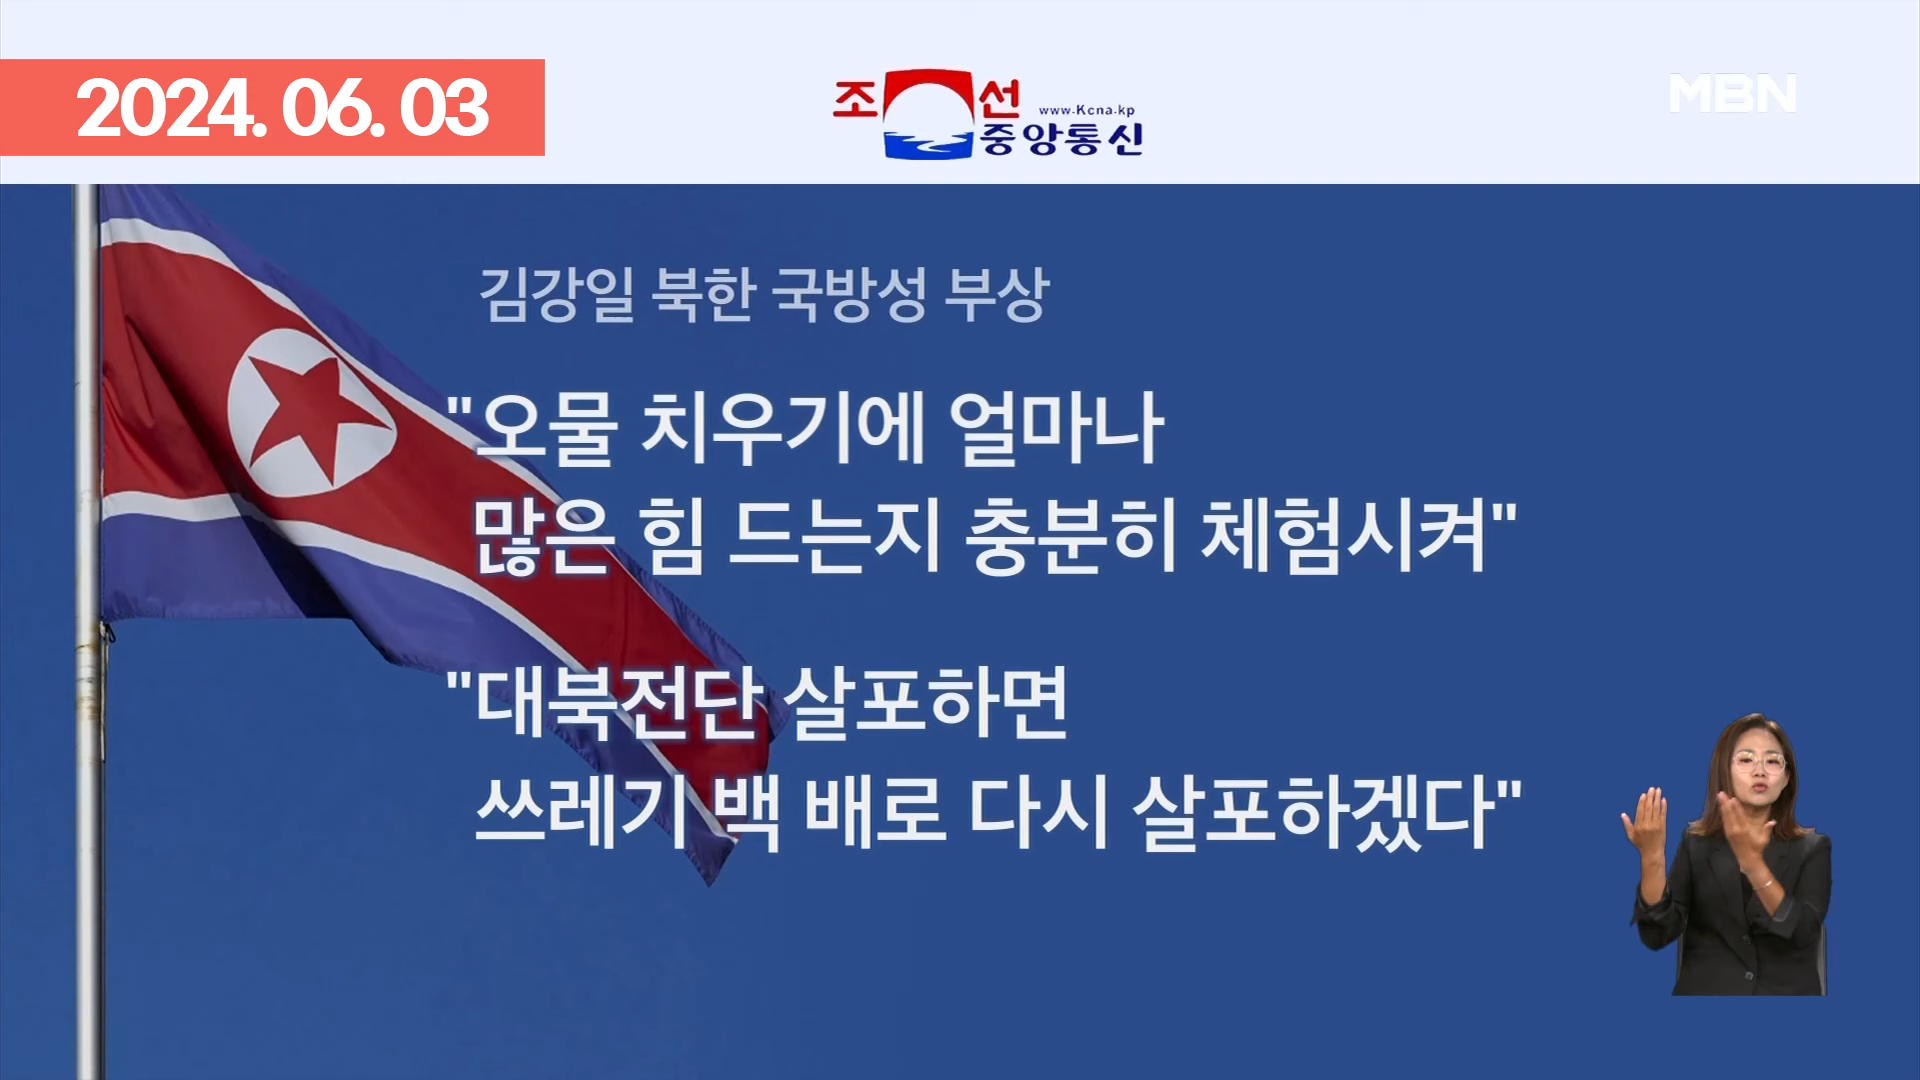 2024. 06. 03
조선
www.Kcna.kp
중앙통신
MBN
김강일 북한 국방성 부상
"오물 치우기에 얼마나
많은 힘 드는지 충분히 체험시켜"
"대북전단 살포하면
쓰레기 백 배로 다시 살포하겠다"